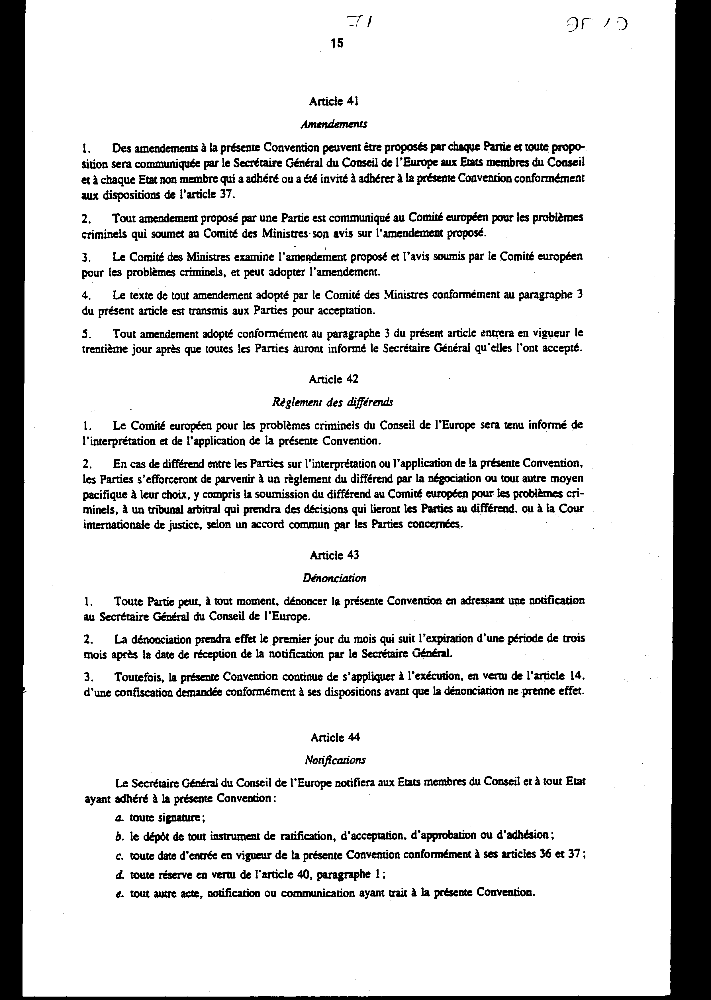 15
Article 41
Amendements
1. Des amendements à la présente Convention peuvent être proposés par chaque Partie et toute propo-
sition sera communiquée par le Secrétaire Général du Conseil de l'Europe aux Etats membres du Conseil
et à chaque Etat non membre qui a adhéré ou a été invité à adhérer à la présente Convention conformément
aux dispositions de l'article 37.
2. Tout amendement proposé par une Partie est communiqué au Comité européen pour les problèmes
criminels qui soumet au Comité des Ministres son avis sur l'amendement proposé.
3. Le Comité des Ministres examine l'amendement proposé et l'avis soumis par le Comité européen
pour les problèmes criminels, et peut adopter l'amendement.
4. Le texte de tout amendement adopté par le Comité des Ministres conformément au paragraphe 3
du présent article est transmis aux Parties pour acceptation.
5. Tout amendement adopté conformément au paragraphe 3 du présent article entrera en vigueur le
trentième jour après que toutes les Parties auront informé le Secrétaire Général qu'elles l'ont accepté.
Article 42
Règlement des différends
1. Le Comité européen pour les problèmes criminels du Conseil de l'Europe sera tenu informé de
l'interprétation et de l'application de la présente Convention.
2. En cas de différend entre les Parties sur l'interprétation ou l'application de la présente Convention,
les Parties s'efforceront de parvenir à un règlement du différend par la négociation ou tout autre moyen
pacifique à leur choix, y compris la soumission du différend au Comité européen pour les problèmes cri-
minels, à un tribunal arbitral qui prendra des décisions qui lieront les Parties au différend, ou à la Cour
internationale de justice, selon un accord commun par les Parties concernées.
Article 43
Dénonciation
1. Toute Partie peut, à tout moment, dénoncer la présente Convention en adressant une notification
au Secrétaire Général du Conseil de l'Europe.
2. La dénonciation prendra effet le premier jour du mois qui suit l'expiration d'une période de trois
mois après la date de réception de la notification par le Secrétaire Général.
3. Toutefois, la présente Convention continue de s'appliquer à l'exécution, en vertu de l'article 14,
d'une confiscation demandée conformément à ses dispositions avant que la dénonciation ne prenne effet.
Article 44
Notifications
Le Secrétaire Général du Conseil de l'Europe notifiera aux Etats membres du Conseil et à tout Etat
ayant adhéré à la présente Convention :
a. toute signature ;
b. le dépôt de tout instrument de ratification, d'acceptation, d'approbation ou d'adhésion ;
c. toute date d'entrée en vigueur de la présente Convention conformément à ses articles 36 et 37 ;
d. toute réserve en vertu de l'article 40, paragraphe 1 ;
e. tout autre acte, notification ou communication ayant trait à la présente Convention.